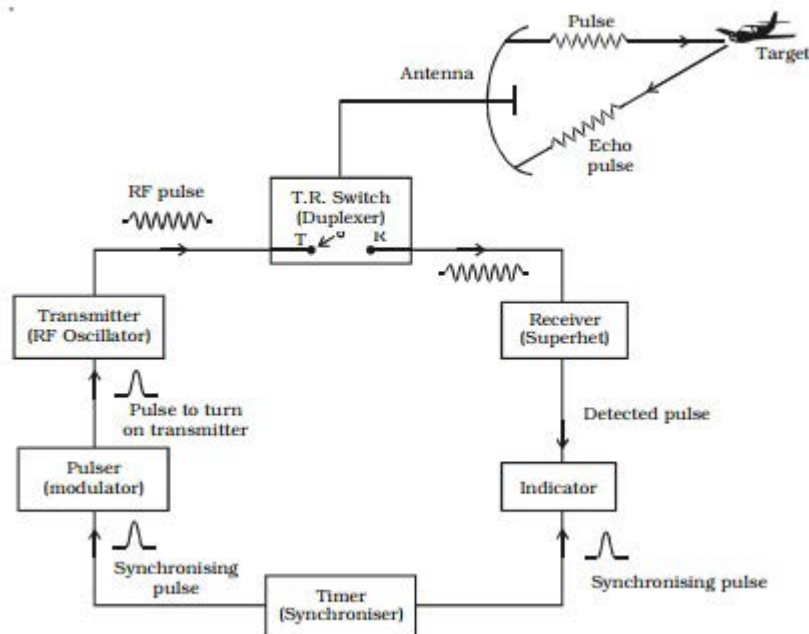 Pulse
Target
Antenna
Echo
pulse
RF pulse
T.R. Switch
(Duplexer)
T
R
Transmitter
(RF Oscillator)
Receiver
(Superhet)
Pulse to turn
on transmitter
Detected pulse
Pulser
(modulator)
Indicator
Synchronising
pulse
Synchronising pulse
Timer
(Synchroniser)